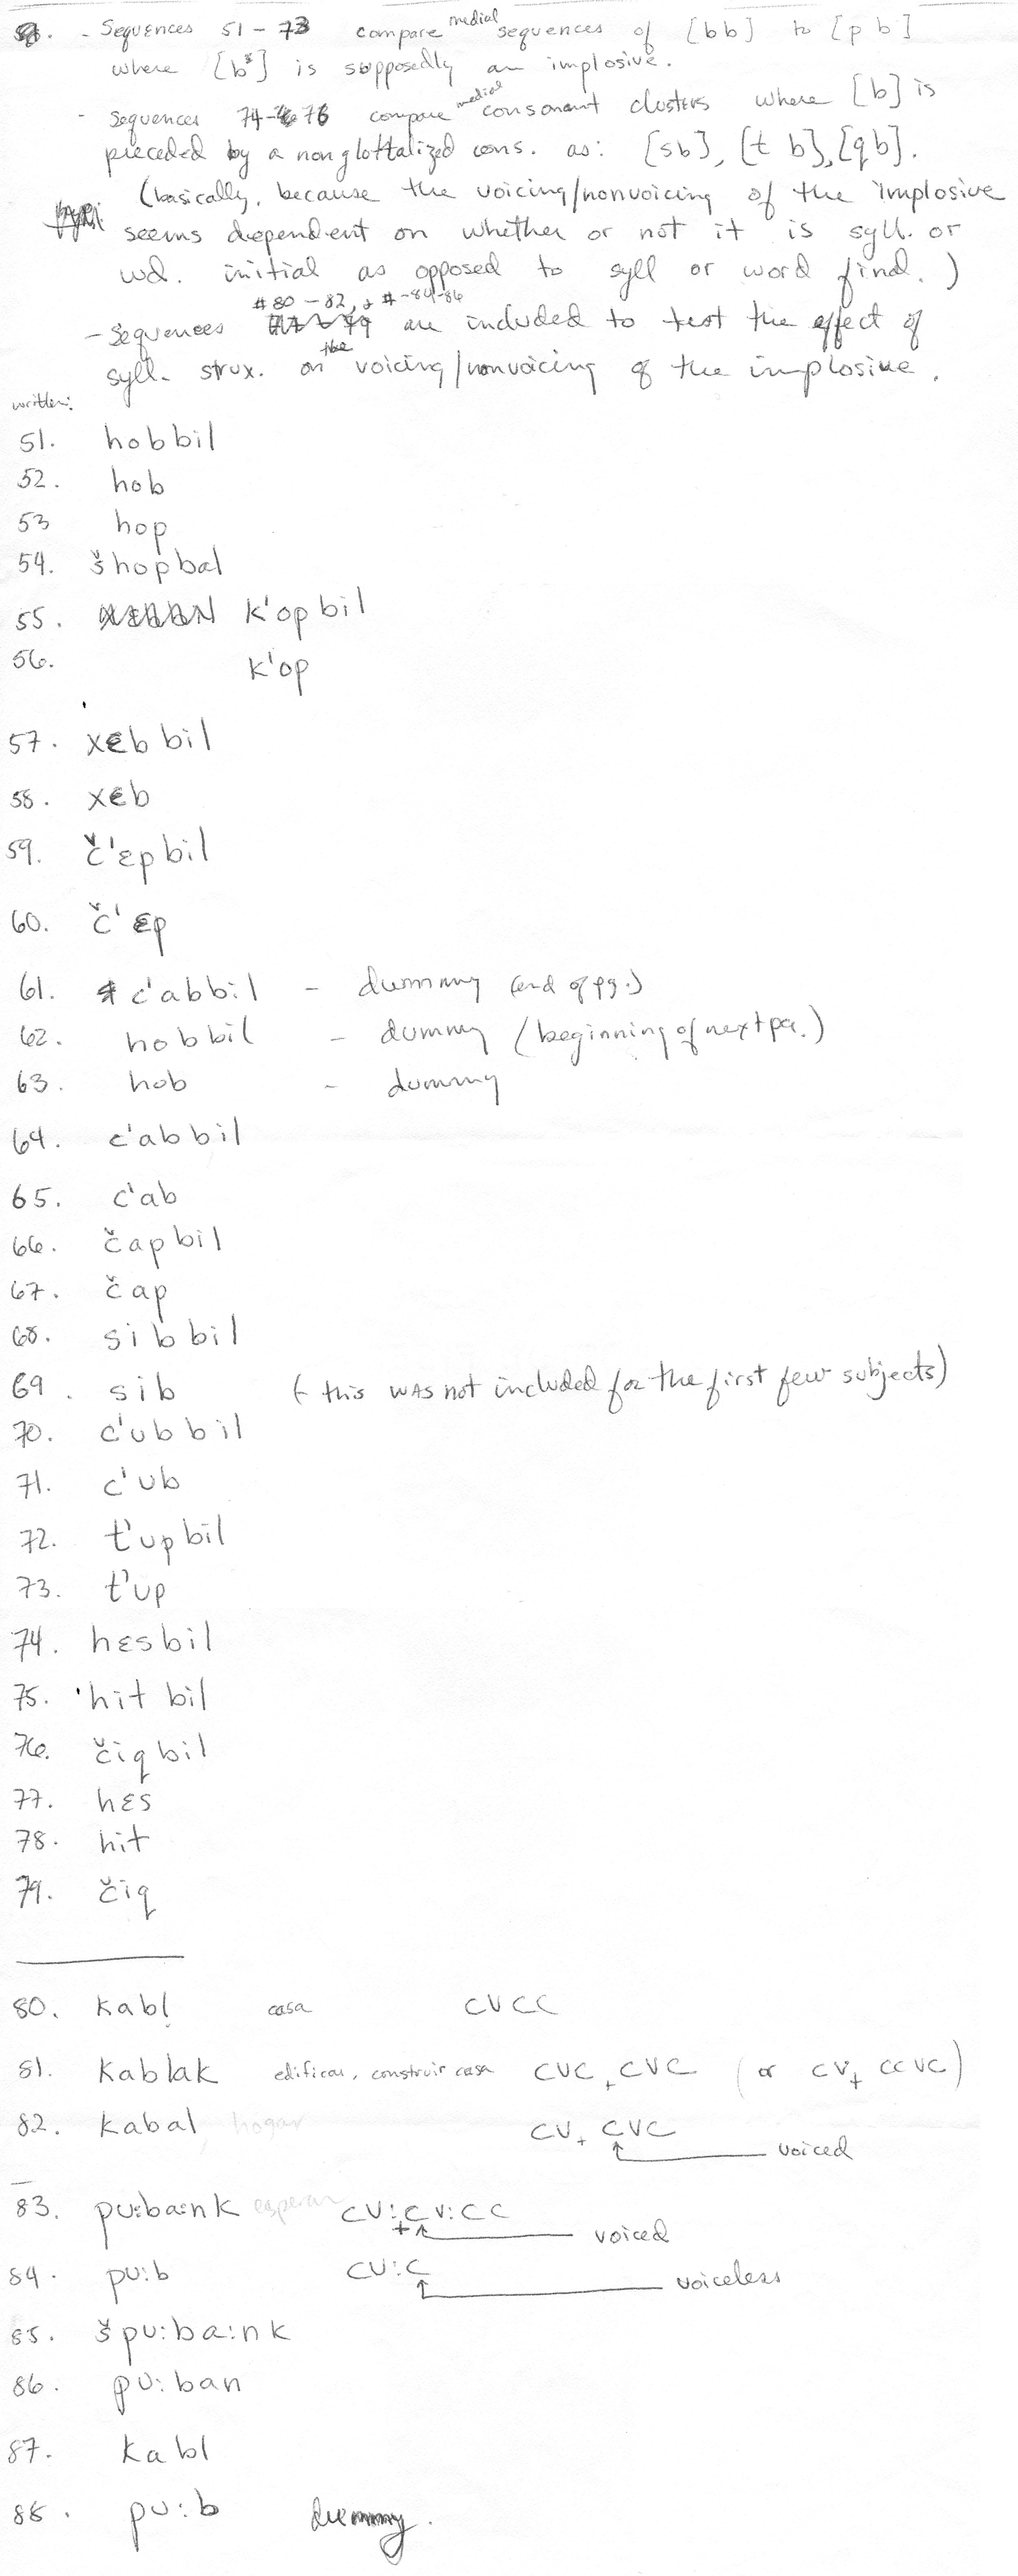 - Sequences 51 - 73 compare medial sequences of [bb] to [pb]
where [b'] is supposedly an implosive.
- Sequences 74-76 compare medial consonant clusters where [b] is
preceded by a nonglottalized cons. as: [sb], [t b], [qb].
(basically, because the voicing/nonvoicing of the implosive
seems dependent on whether or not it is syll. or
wd. initial as opposed to syll or word final.)
- Sequences #80 - 82, + #-84-86 are included to test the effect of
syll. strux. on the voicing/nonvoicing of the implosive.
written:
51. hobbil
52. hob
53 hop
54. šhopbal
55. k'opbil
56. k'op
57. xɛbbil
58. xɛb
59. č'ɛpbil
60. č'ɛp
61. c'abbil - dummy (end of pg.)
62. hobbil - dummy (beginning of next pg.)
63. hob - dummy
64. c'abbil
65. c'ab
66. čapbil
67. čap
68. sibbil
69. sib (this was not included for the first few subjects)
70. c'ubbil
71. c'ub
72. t'upbil
73. t'up
74. hɛsbil
75. 'hit bil
76. čiqbil
77. hɛs
78. hit
79. čiq
80. kabl casa CVCC
81. kablak edificar, construir casa CVC + CVC (or CV + CCVC)
82. kabal, hogar CV + CVC voiced
83. pu:ba:nk esperar CV: + CV:CC voiced
84. pu:b CV:C voiceless
85. špu:ba:nk
86. pu:ban
87. kabl
88. pu:b dummy.